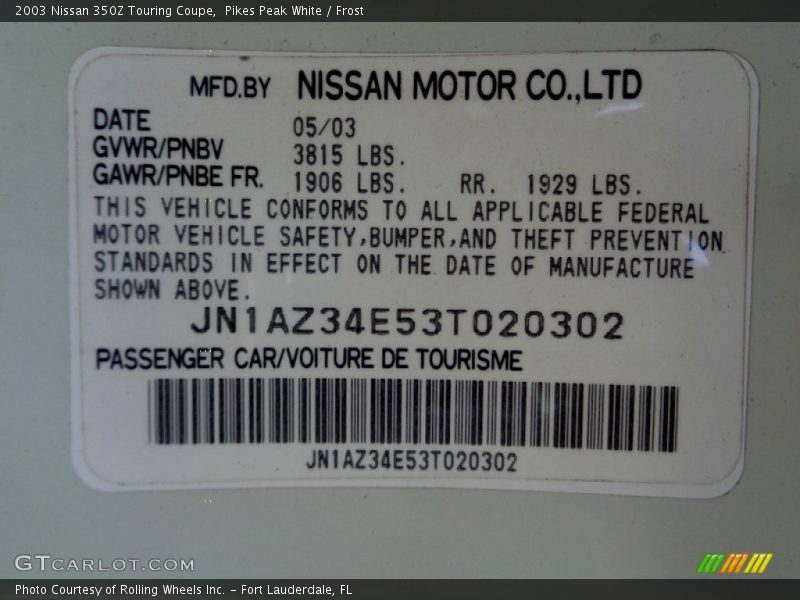 2003 Nissan 350Z Touring Coupe,  Pikes Peak White / Frost
MFD.BY NISSAN MOTOR CO.,LTD
DATE 05/03
GVWR/PNBV 3815 LBS.
GAWR/PNBE FR. 1906 LBS. RR. 1929 LBS.
THIS VEHICLE CONFORMS TO ALL APPLICABLE FEDERAL
MOTOR VEHICLE SAFETY,BUMPER,AND THEFT PREVENTION
STANDARDS IN EFFECT ON THE DATE OF MANUFACTURE
SHOWN ABOVE.
JN1AZ34E53T020302
PASSENGER CAR/VOITURE DE TOURISME
JN1AZ34E53T020302
GTCARLOT.COM
Photo Courtesy of Rolling Wheels Inc. – Fort Lauderdale, FL